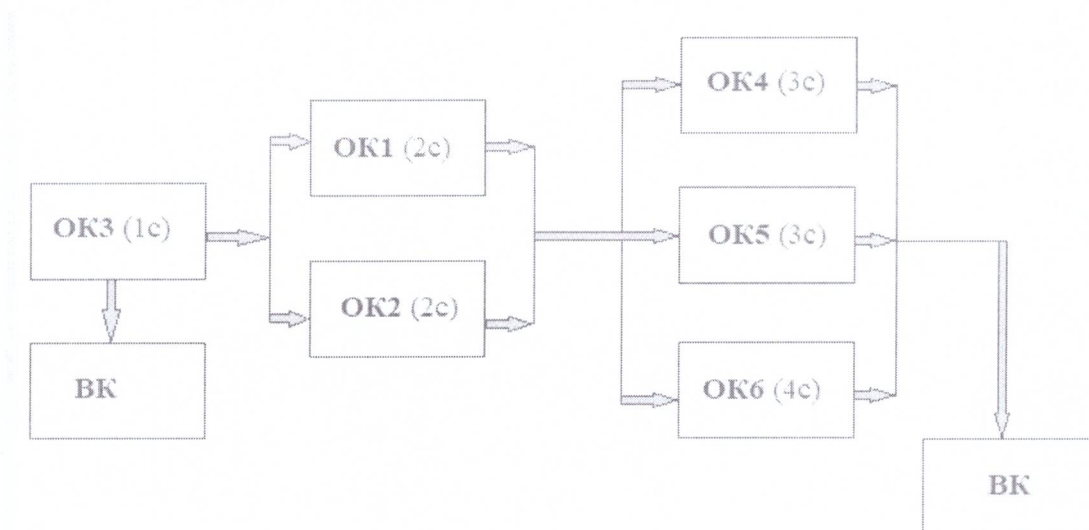 ОК4 (3с)
ОК1 (2с)
ОК3 (1с)
ОК5 (3с)
ОК2 (2с)
ВК
ОК6 (4с)
ВК